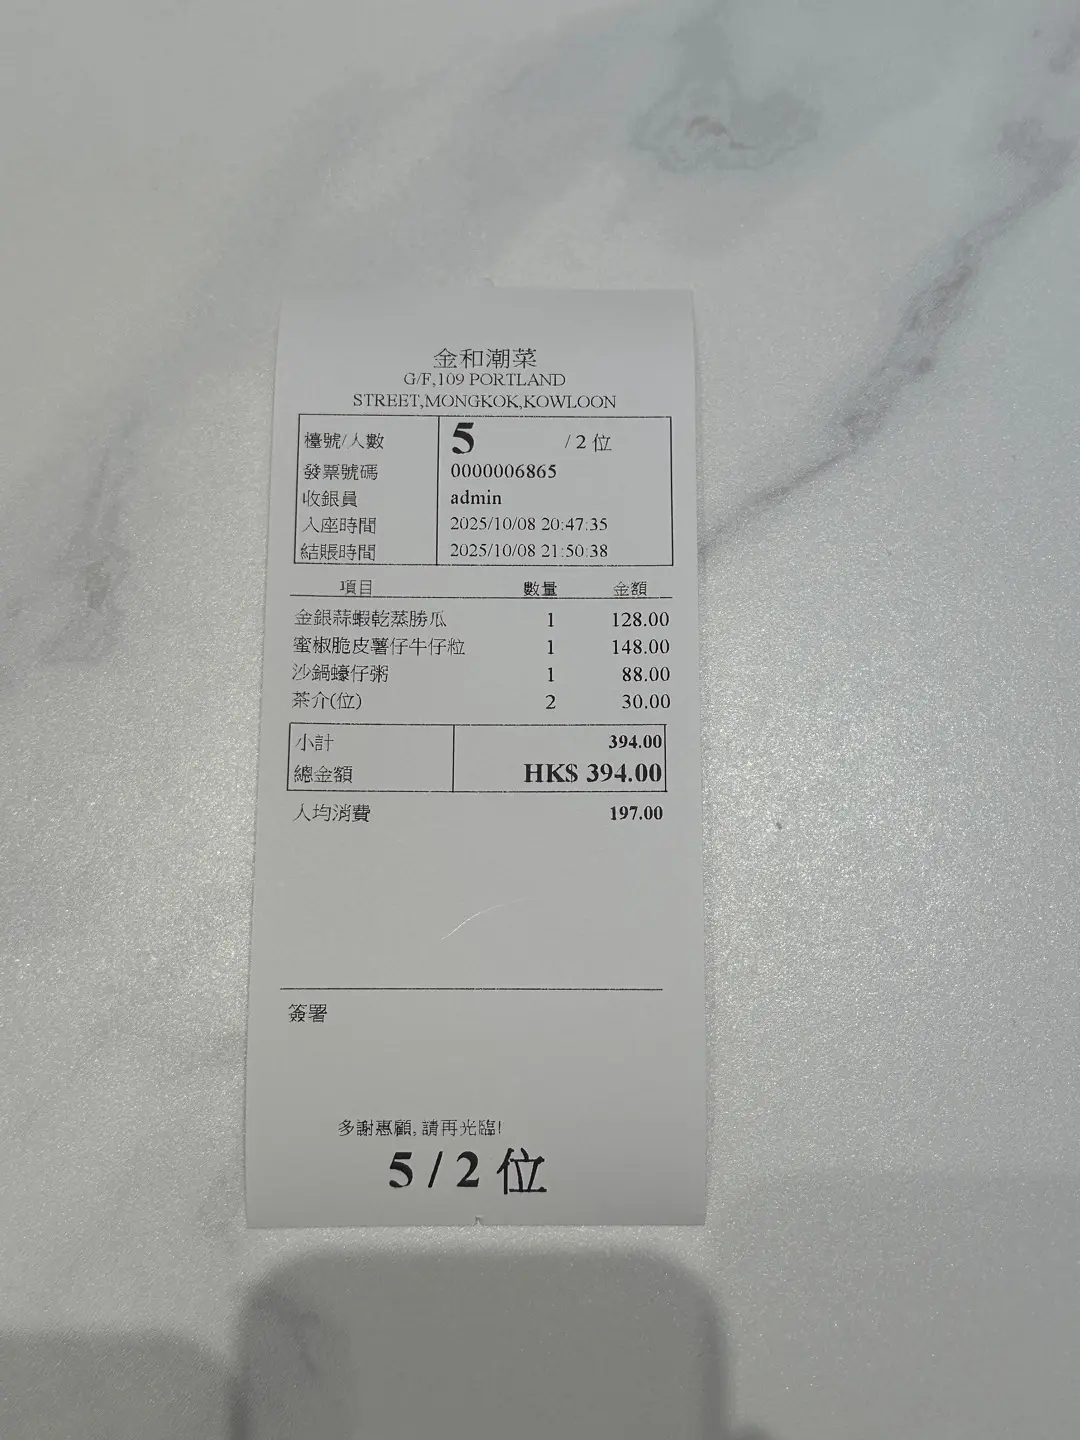 金和潮菜
G/F,109 PORTLAND
STREET,MONGKOK,KOWLOON
檯號/人數 5 / 2 位
發票號碼 0000006865
收銀員 admin
入座時間 2025/10/08 20:47:35
結賬時間 2025/10/08 21:50:38
項目 數量 金額
金銀蒜蝦乾蒸勝瓜 1 128.00
蜜椒脆皮薯仔牛仔粒 1 148.00
沙鍋蠔仔粥 1 88.00
茶介(位) 2 30.00
小計 394.00
總金額 HK$ 394.00
人均消費 197.00
簽署
多謝惠顧, 請再光臨!
5 / 2 位